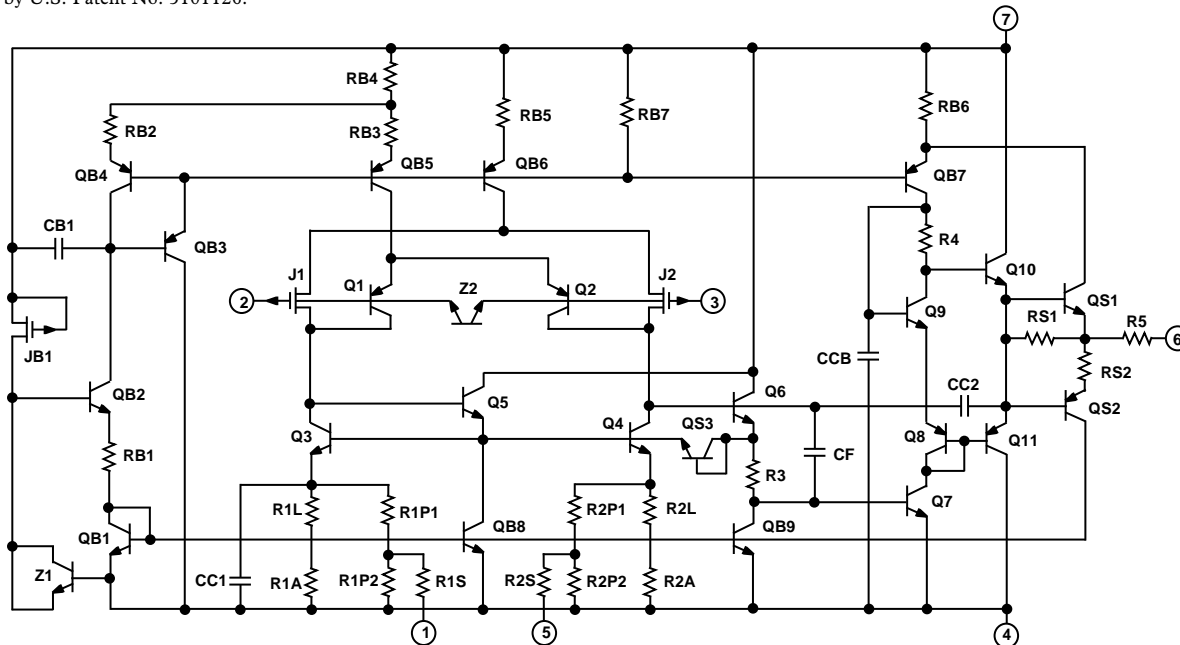 by U.S. Patent No. 5101126.
7
RB4
RB2
RB3
RB5
RB7
RB6
QB4
QB5
QB6
QB7
CB1
QB3
R4
J1
J2
Q1
Z2
Q2
Q10
2
3
QS1
Q9
RS1
R5
JB1
6
CCB
RS2
QB2
Q5
Q6
CC2
QS2
Q3
Q4
QS3
Q8
Q11
RB1
CF
R3
R1L
R1P1
R2P1
R2L
Q7
QB1
QB8
QB9
Z1
CC1
R1A
R1P2
R1S
R2S
R2P2
R2A
1
5
4